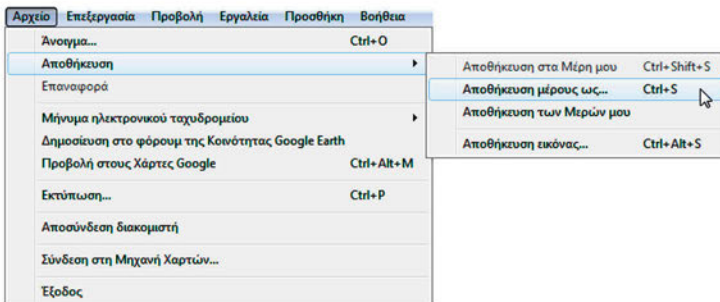 Αρχείο Επεξεργασία Προβολή Εργαλεία Προσθήκη Βοήθεια
Άνοιγμα... Ctrl+O
Αποθήκευση
Επαναφορά
Μήνυμα ηλεκτρονικού ταχυδρομείου
Δημοσίευση στο φόρουμ της Κοινότητας Google Earth
Προβολή στους Χάρτες Google Ctrl+Alt+M
Εκτύπωση... Ctrl+P
Αποσύνδεση διακομιστή
Σύνδεση στη Μηχανή Χαρτών...
Έξοδος
Αποθήκευση στα Μέρη μου Ctrl+Shift+S
Αποθήκευση μέρους ως... Ctrl+S
Αποθήκευση των Μερών μου
Αποθήκευση εικόνας... Ctrl+Alt+S